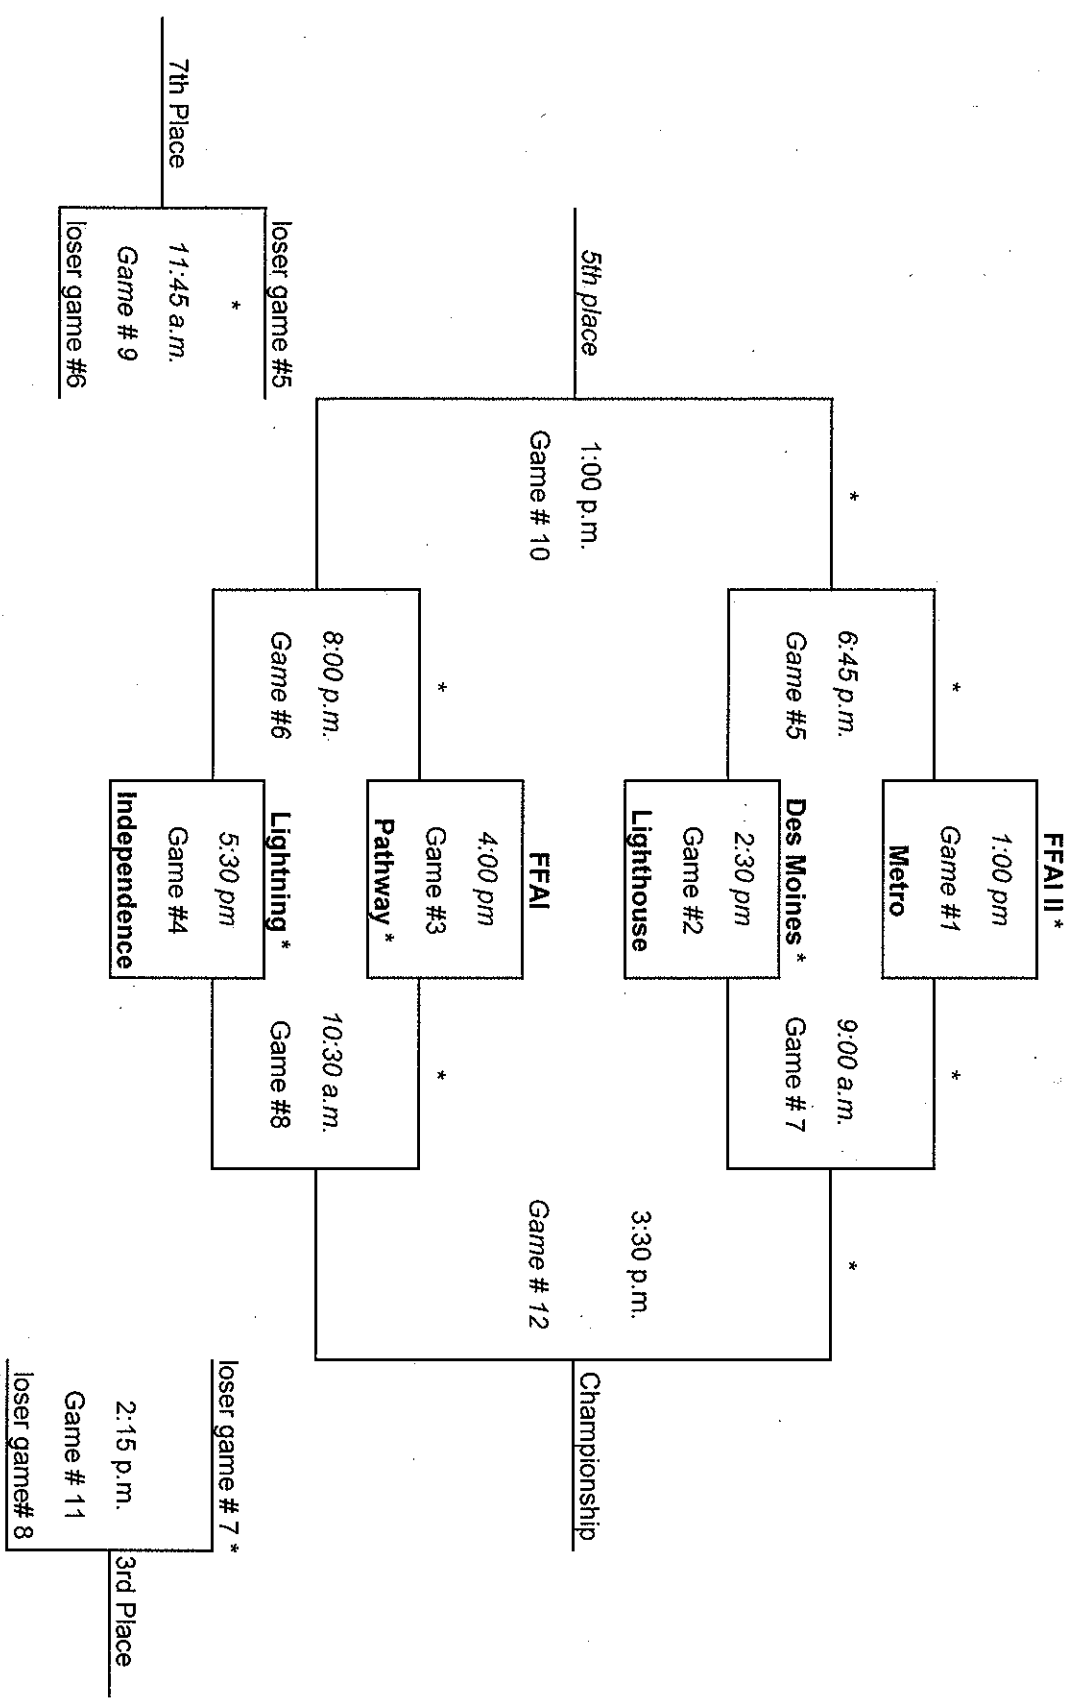 FFAI II *
1:00 pm
Game #1
Metro
*
6:45 p.m.
Game #5
*
9:00 a.m.
Game # 7
Des Moines *
2:30 pm
Game #2
Lighthouse
*
1:00 p.m.
Game # 10
5th place
*
3:30 p.m.
Game # 12
Championship
FFAI
4:00 pm
Game #3
Pathway *
*
8:00 p.m.
Game #6
*
10:30 a.m.
Game #8
Lightning *
5:30 pm
Game #4
Independence
loser game #5
*
11:45 a.m.
Game # 9
loser game #6
7th Place
loser game # 7 *
2:15 p.m.
Game # 11
loser game# 8
3rd Place